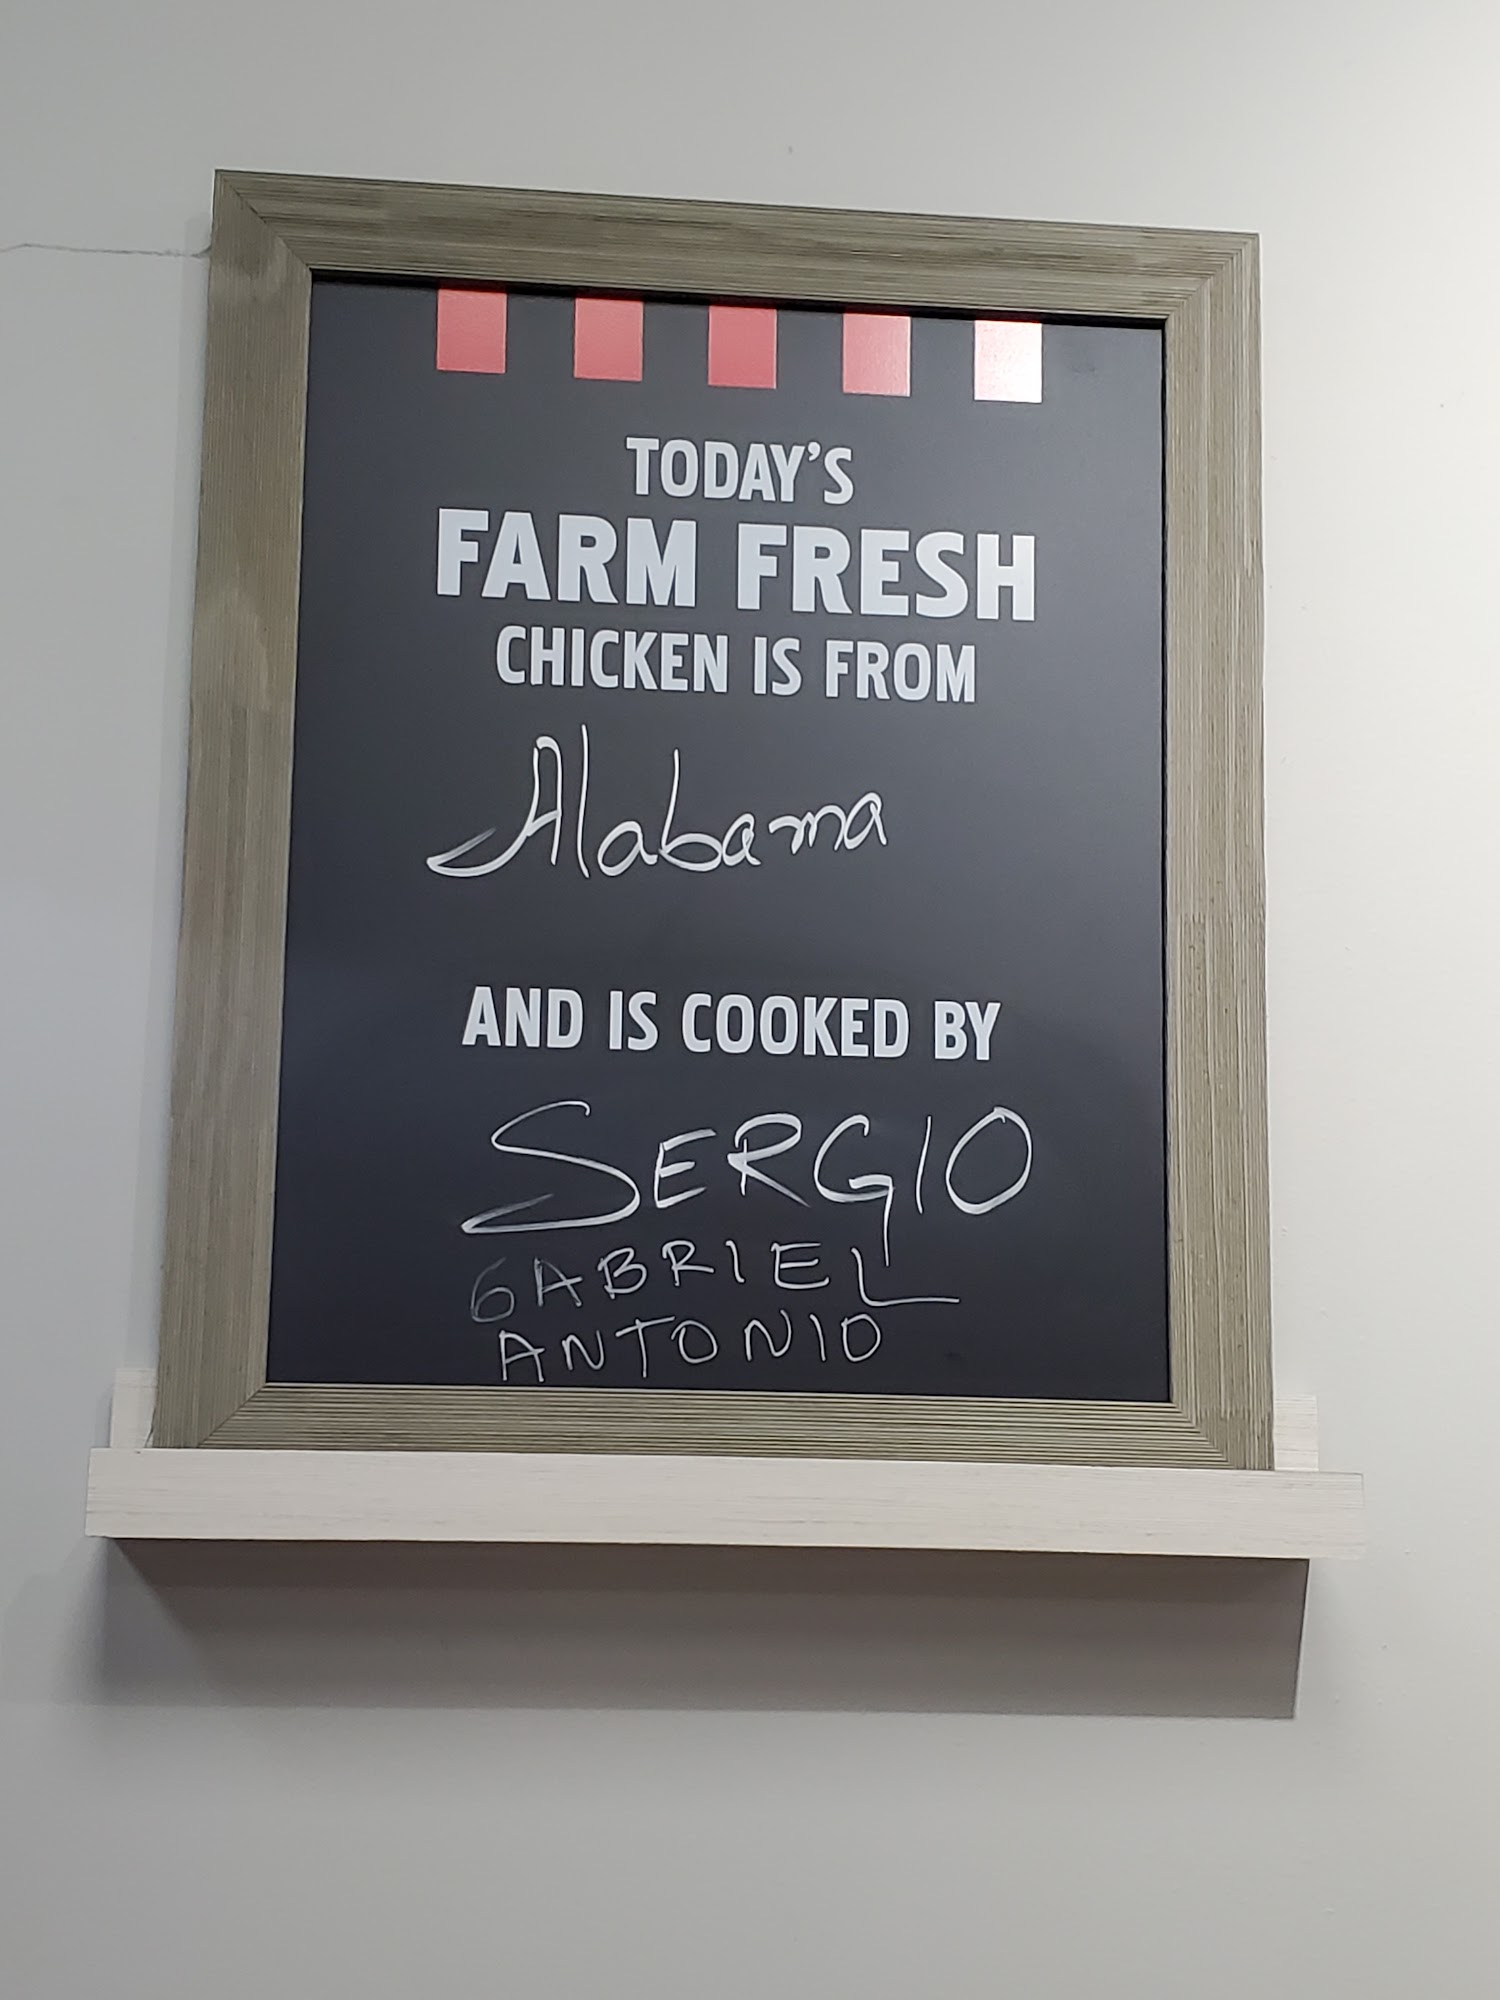 TODAY'S
FARM FRESH
CHICKEN IS FROM
Alabama
AND IS COOKED BY
SERGIO
GABRIEL
ANTONIO